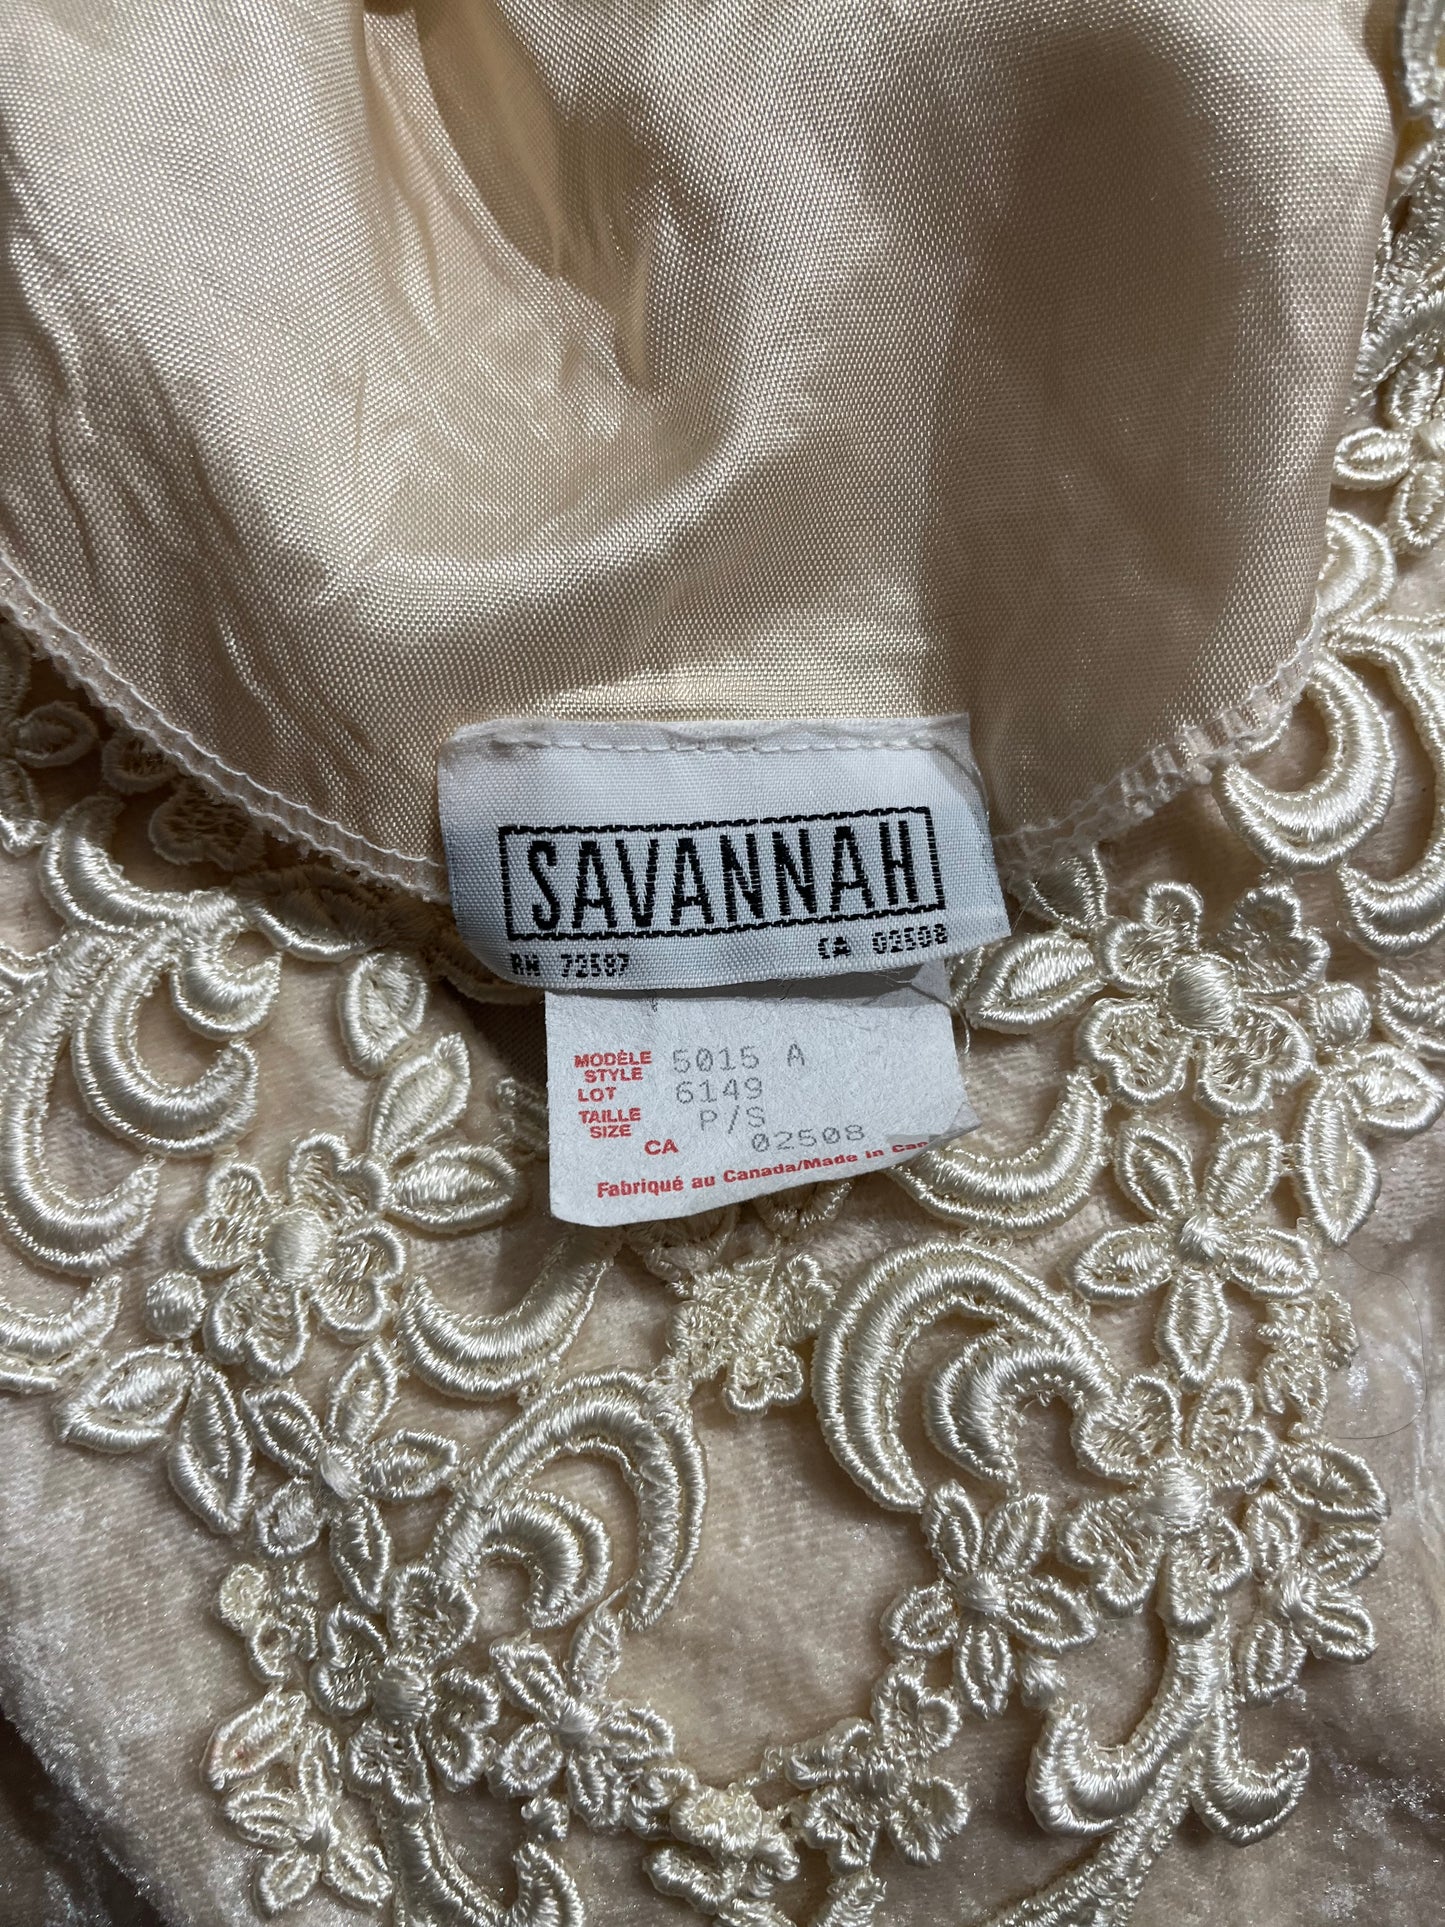 SAVANNAH
RN 72587 CA 02508
MODÈLE STYLE 5015 A
LOT 6149
TAILLE SIZE P/S
CA 02508
Fabriqué au Canada/Made in